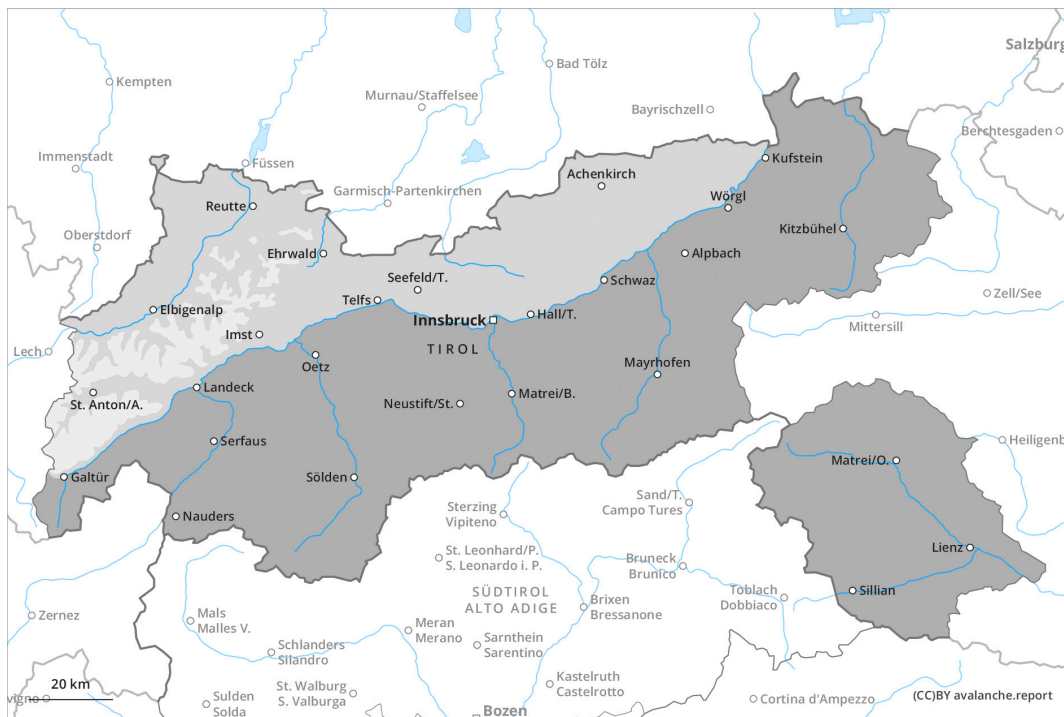 Salzburg
Bad Tölz
Kempten
Murnau/Staffelsee
Bayrischzell
Berchtesgaden
Immenstadt
Füssen
Kufstein
Garmisch-Partenkirchen
Achenkirch
Reutte
Wörgl
Oberstdorf
Kitzbühel
Ehrwald
Alpbach
Seefeld/T.
Schwaz
Zell/See
Telfs
Elbigenalp
Innsbruck
Hall/T.
Mittersill
Imst
TIROL
Lech
Oetz
Mayrhofen
Landeck
St. Anton/A.
Neustift/St.
Matrei/B.
Serfaus
Heiligenb
Matrei/O.
Galtür
Sölden
Sand/T.
Campo Tures
Sterzing
Vipiteno
Nauders
Lienz
St. Leonhard/P.
S. Leonardo i. P.
Bruneck
Brunico
SÜDTIROL
ALTO ADIGE
Sillian
Toblach
Dobbiaco
Brixen
Bressanone
Zernez
Mals
Malles V.
Meran
Merano
Sarnthein
Sarentino
Schlanders
Silandro
Kastelruth
Castelrotto
20 km
St. Walburg
S. Valburga
vigno
Sulden
Solda
Cortina d'Ampezzo
(CC)BY avalanche.report
Bozen